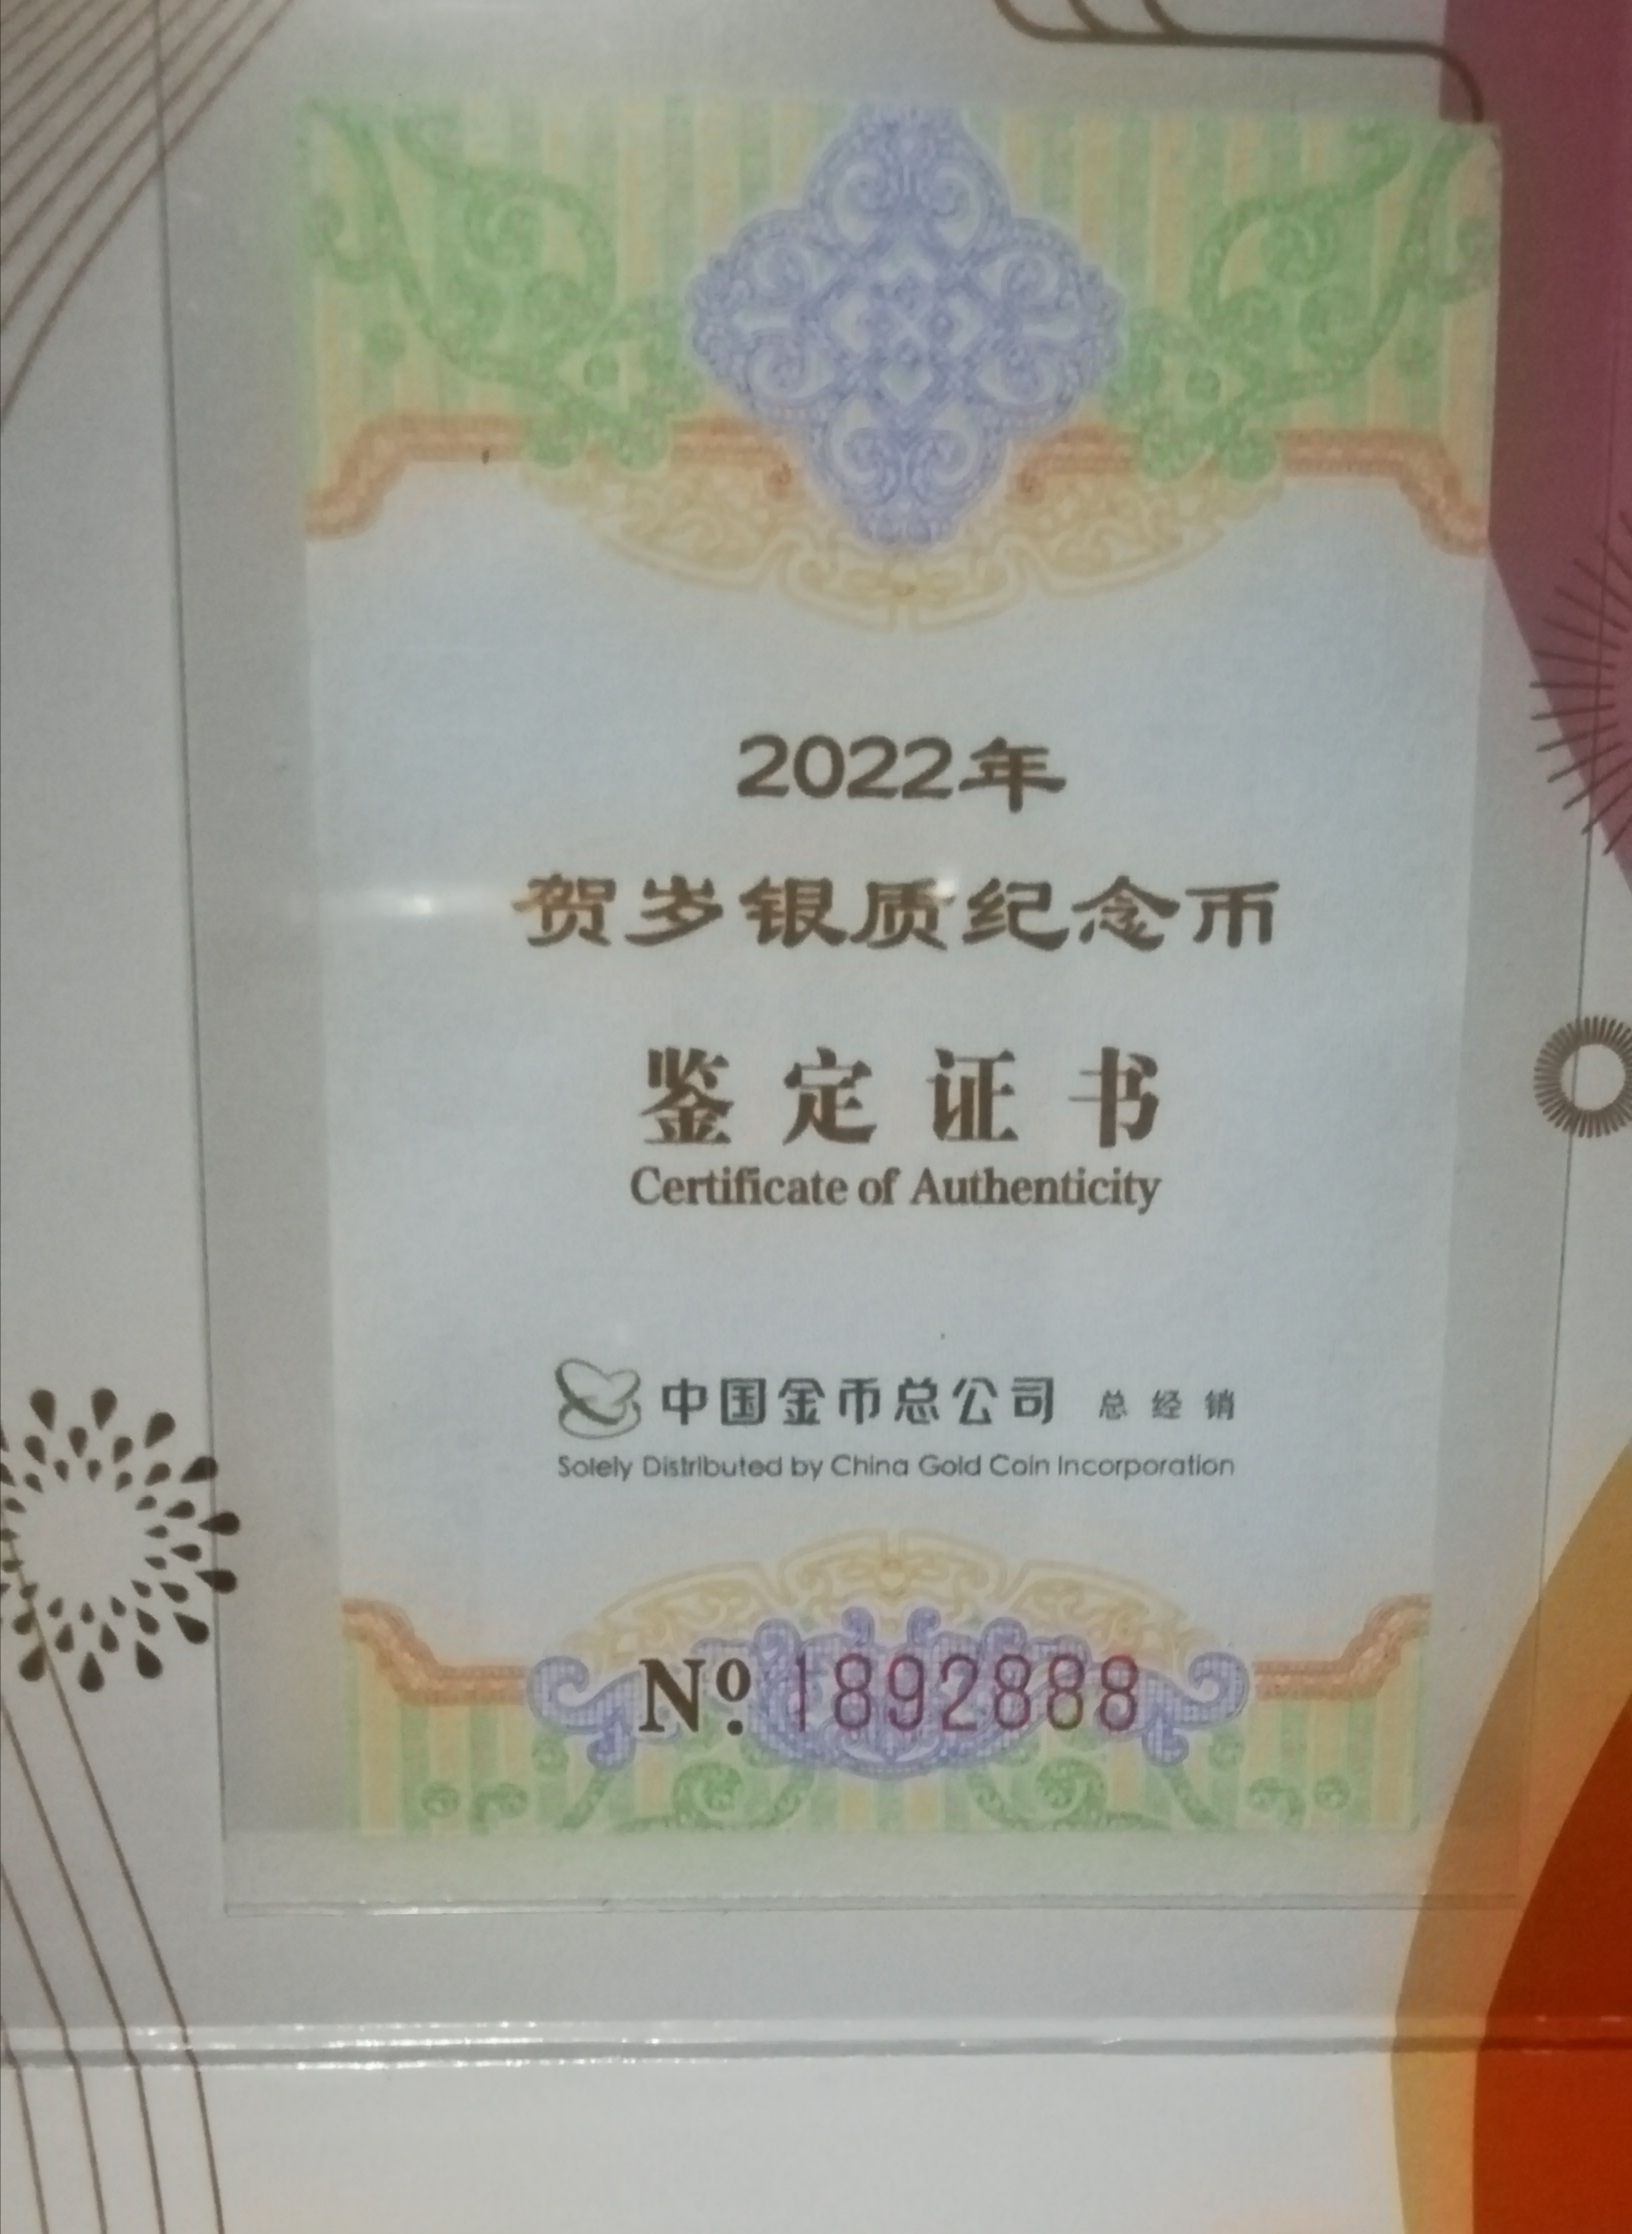 2022年
贺岁银质纪念币
鉴定证书
Certificate of Authenticity
中国金币总公司 总经销
Solely Distributed by China Gold Coin Incorporation
Nº. 1892888